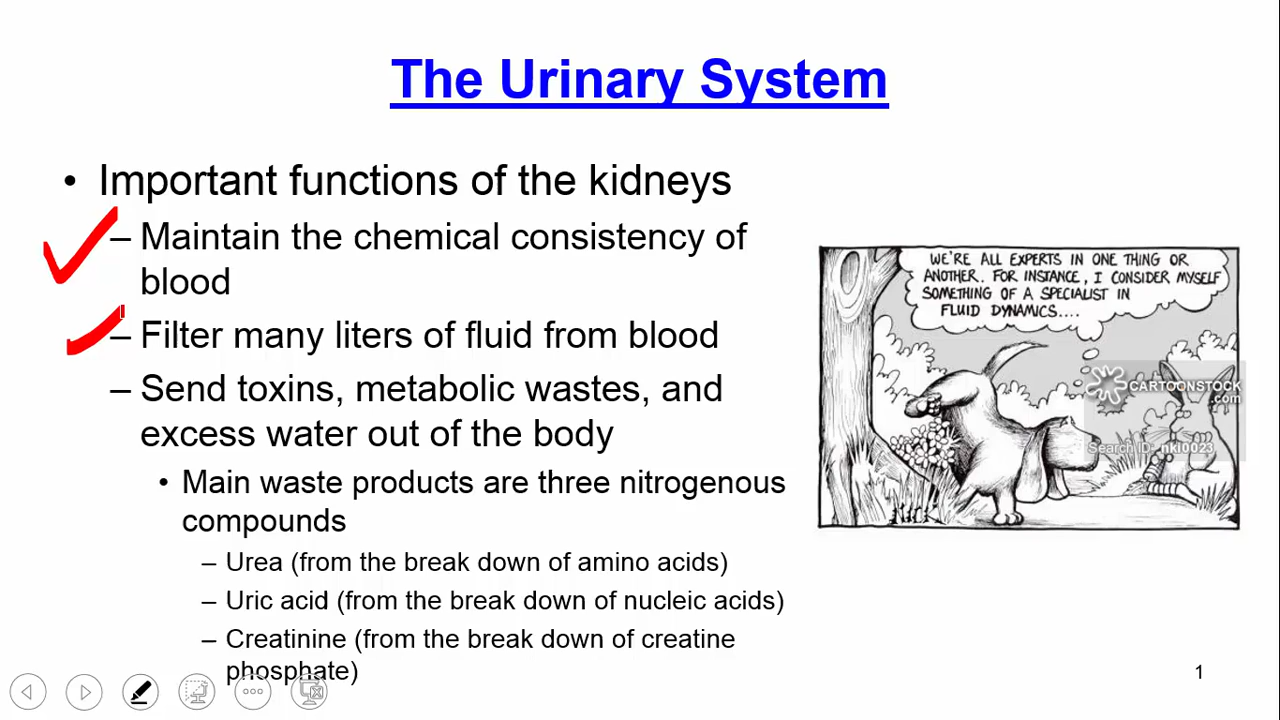 The Urinary System
• Important functions of the kidneys
– Maintain the chemical consistency of
blood
– Filter many liters of fluid from blood
– Send toxins, metabolic wastes, and
excess water out of the body
• Main waste products are three nitrogenous
compounds
– Urea (from the break down of amino acids)
– Uric acid (from the break down of nucleic acids)
– Creatinine (from the break down of creatine
phosphate)
WE'RE ALL EXPERTS IN ONE THING OR
ANOTHER. FOR INSTANCE, I CONSIDER MYSELF
SOMETHING OF A SPECIALIST IN
FLUID DYNAMICS....
CARTOONSTOCK
.com
Search ID: nkl0023
1